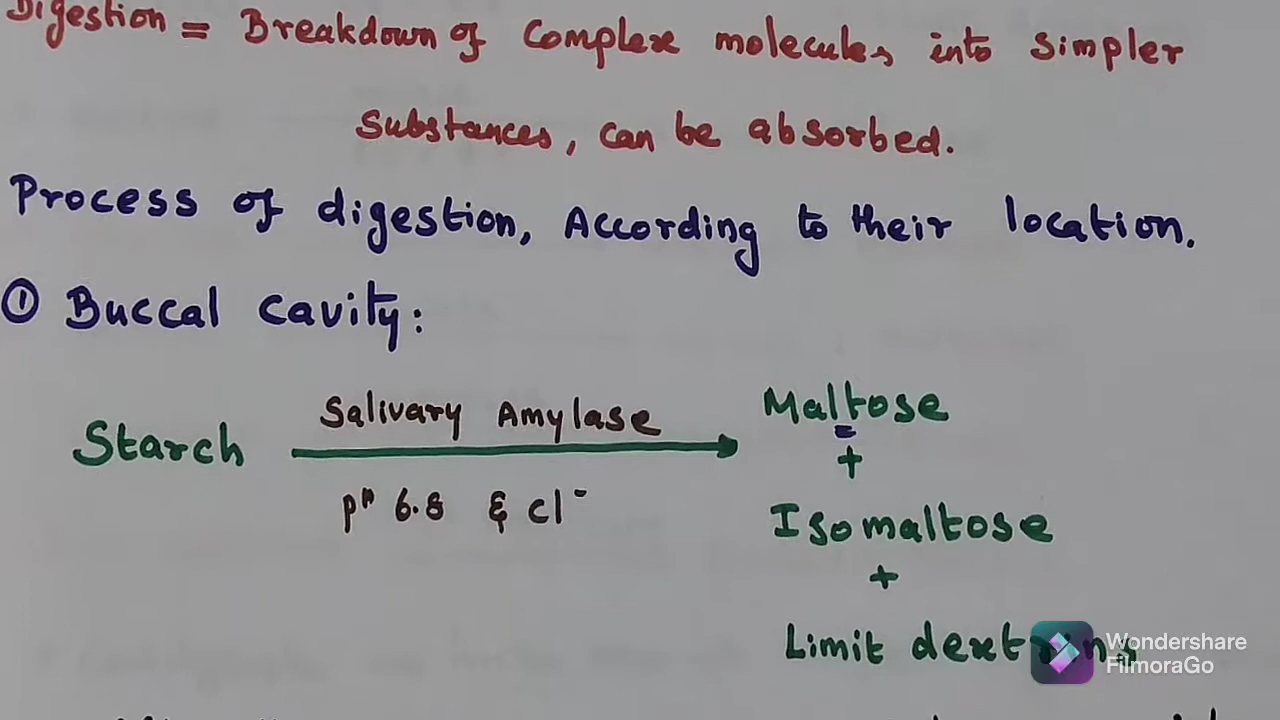 Digestion = Breakdown of Complex molecules into simpler
substances, can be absorbed.
Process of digestion, According to their location.
① Buccal cavity:
Salivary Amylase
Starch
pH 6.8 & cl⁻
Maltose
+
Isomaltose
+
Limit dextrins
Wondershare
FilmoraGo